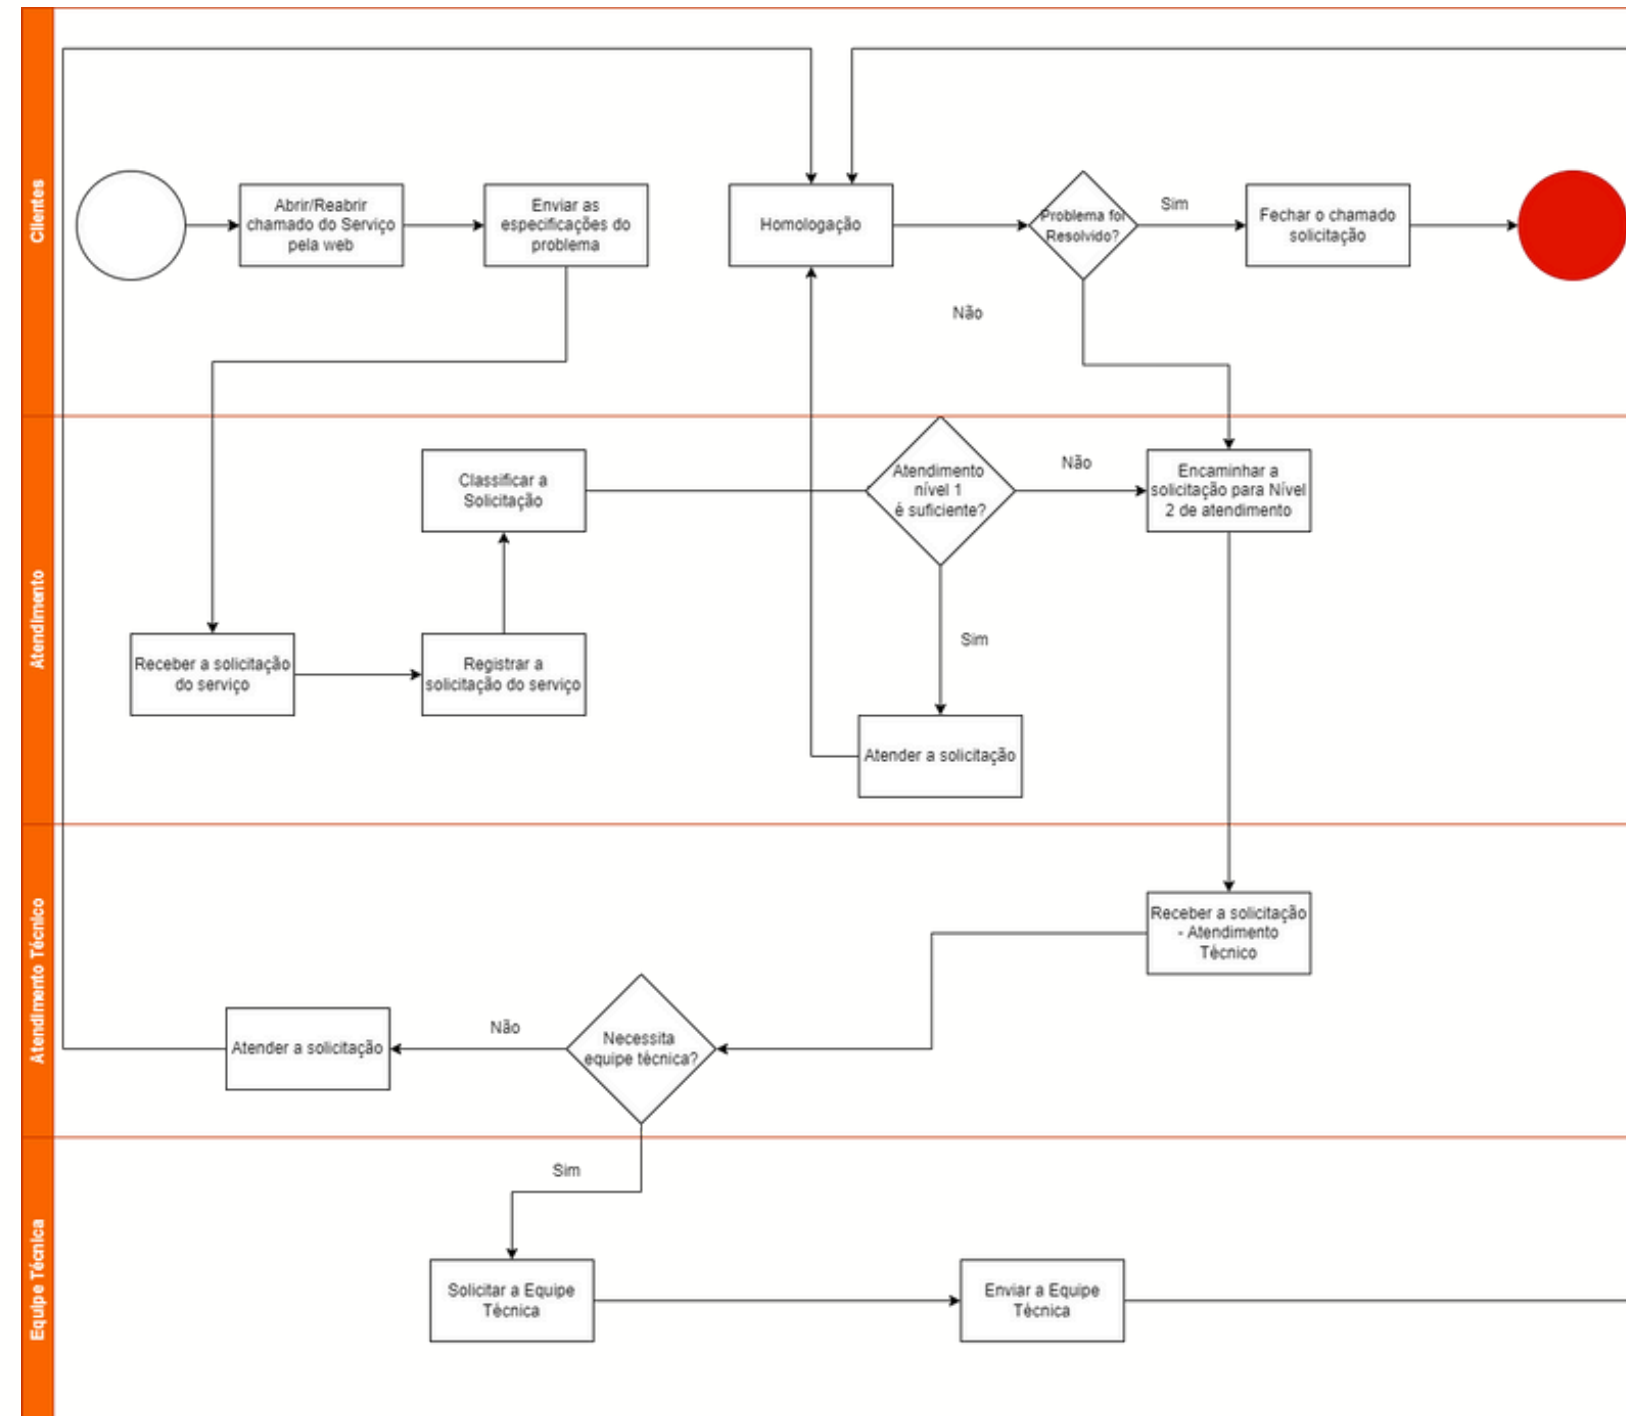 Clientes
Abrir/Reabrir
chamado do Serviço
pela web
Enviar as
especificações do
problema
Homologação
Problema for
Resolvido?
Sim
Fechar o chamado
solicitação
Não
Atendimento
Classificar a
Solicitação
Atendimento
nível 1
é suficiente?
Não
Encaminhar a
solicitação para Nível
2 de atendimento
Sim
Receber a solicitação
do serviço
Registrar a
solicitação do serviço
Atender a solicitação
Atendimento Técnico
Receber a solicitação
- Atendimento
Técnico
Necessita
equipe técnica?
Não
Atender a solicitação
Equipe Técnica
Sim
Solicitar a Equipe
Técnica
Enviar a Equipe
Técnica